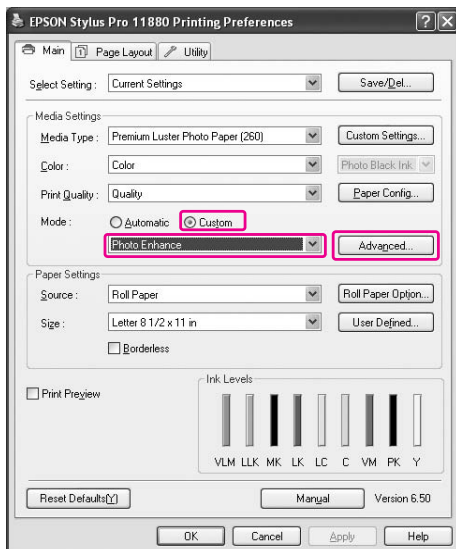 EPSON Stylus Pro 11880 Printing Preferences
Main Page Layout Utility
Select Setting : Current Settings Save/Del...
Media Settings
Media Type : Premium Luster Photo Paper (260) Custom Settings...
Color : Color Photo Black Ink
Print Quality : Quality Paper Config...
Mode : Automatic Custom
Photo Enhance Advanced...
Paper Settings
Source : Roll Paper Roll Paper Option...
Size : Letter 8 1/2 x 11 in User Defined...
Borderless
Print Preview
Ink Levels
VLM LLK MK LK LC C VM PK Y
Reset Defaults(Y) Manual Version 6.50
OK Cancel Apply Help